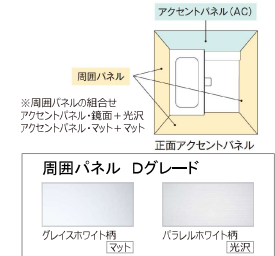 アクセントパネル(AC)
周囲パネル
※周囲パネルの組合せ
アクセントパネル・鏡面＋光沢
アクセントパネル・マット＋マット
正面アクセントパネル
周囲パネル Dグレード
グレイスホワイト柄
マット
パラレルホワイト柄
光沢